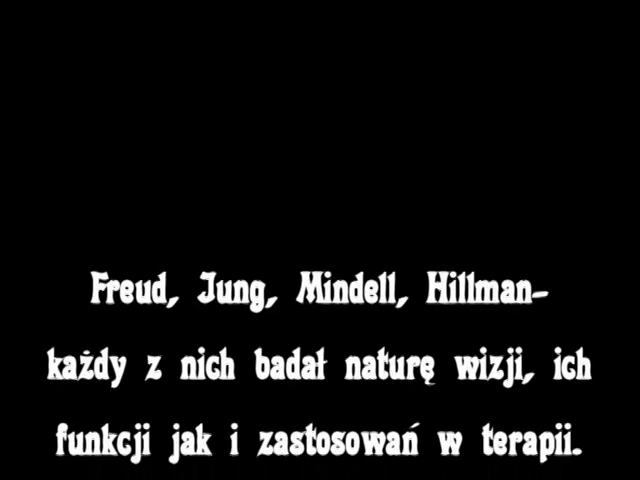 Freud, Jung, Mindell, Hillman-
każdy z nich badał naturę wizji, ich
funkcji jak i zastosowań w terapii.